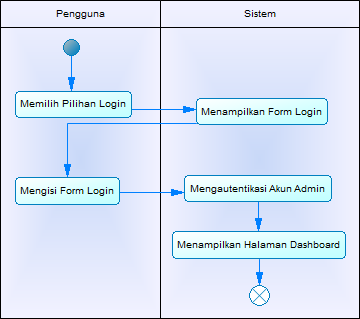 Pengguna
Sistem
Memilih Pilihan Login
Menampilkan Form Login
Mengisi Form Login
Mengautentikasi Akun Admin
Menampilkan Halaman Dashboard